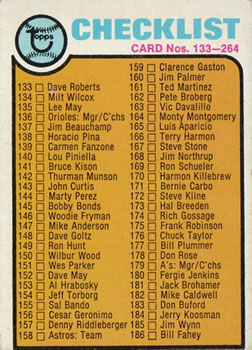 topps
CHECKLIST
CARD Nos. 133-264
133 Dave Roberts
134 Milt Wilcox
135 Lee May
136 Orioles: Mgr/C'hs
137 Jim Beauchamp
138 Horacio Pina
139 Carmen Fanzone
140 Lou Piniella
141 Bruce Kison
142 Thurman Munson
143 John Curtis
144 Marty Perez
145 Bobby Bonds
146 Woodie Fryman
147 Mike Anderson
148 Dave Goltz
149 Ron Hunt
150 Wilbur Wood
151 Wes Parker
152 Dave May
153 Al Hrabosky
154 Jeff Torborg
155 Sal Bando
156 Cesar Geronimo
157 Denny Riddleberger
158 Astros: Team
159 Clarence Gaston
160 Jim Palmer
161 Ted Martinez
162 Pete Broberg
163 Vic Davalillo
164 Monty Montgomery
165 Luis Aparicio
166 Terry Harmon
167 Steve Stone
168 Jim Northrup
169 Ron Schueler
170 Harmon Killebrew
171 Bernie Carbo
172 Steve Kline
173 Hal Breeden
174 Rich Gossage
175 Frank Robinson
176 Chuck Taylor
177 Bill Plummer
178 Don Rose
179 A's: Mgr/C'hs
180 Fergie Jenkins
181 Jack Brohamer
182 Mike Caldwell
183 Don Buford
184 Jerry Koosman
185 Jim Wynn
186 Bill Fahey